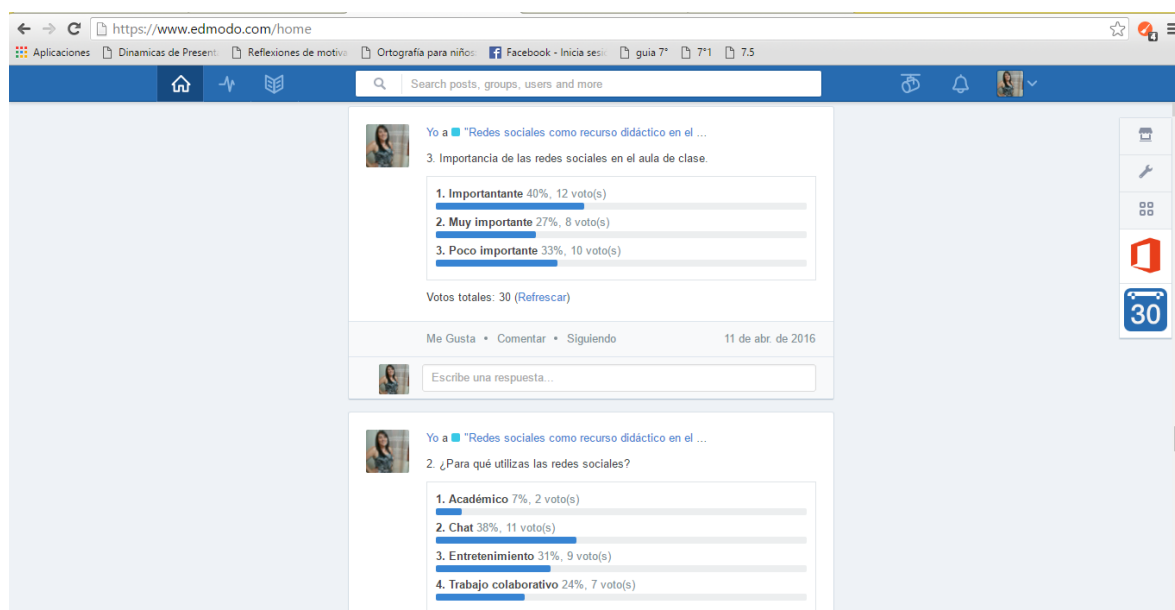 https://www.edmodo.com/home
Aplicaciones Dinamicas de Present Reflexiones de motiva Ortografía para niños: Facebook - Inicia sesi guia 7° 7°1 7.5
Search posts, groups, users and more
Yo a "Redes sociales como recurso didáctico en el ...
3. Importancia de las redes sociales en el aula de clase.
1. Importantante 40%, 12 voto(s)
2. Muy importante 27%, 8 voto(s)
3. Poco importante 33%, 10 voto(s)
Votos totales: 30 (Refrescar)
Me Gusta • Comentar • Siguiendo 11 de abr. de 2016
Escribe una respuesta...
30
Yo a "Redes sociales como recurso didáctico en el ...
2. ¿Para qué utilizas las redes sociales?
1. Académico 7%, 2 voto(s)
2. Chat 38%, 11 voto(s)
3. Entretenimiento 31%, 9 voto(s)
4. Trabajo colaborativo 24%, 7 voto(s)